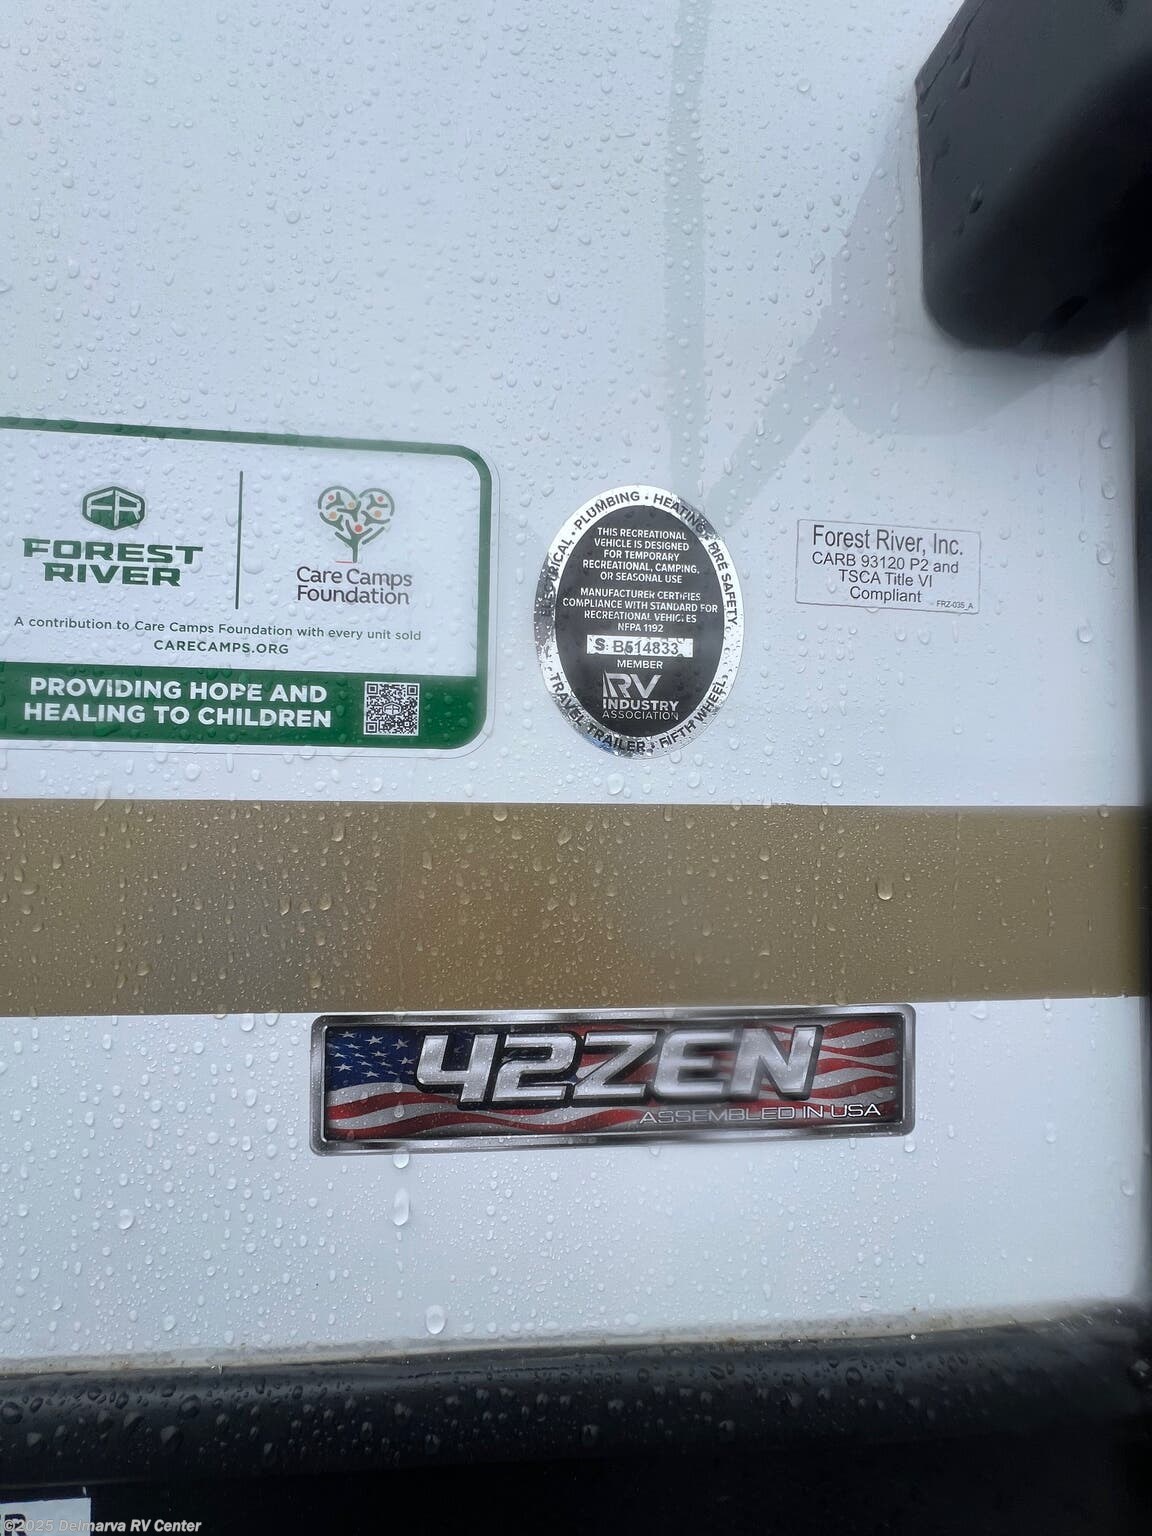 FR
FOREST
RIVER
Care Camps
Foundation
A contribution to Care Camps Foundation with every unit sold
CARECAMPS.ORG
PROVIDING HOPE AND
HEALING TO CHILDREN
PLUMBING • HEATING • FIRE SAFETY
THIS RECREATIONAL
VEHICLE IS DESIGNED
FOR TEMPORARY
RECREATIONAL, CAMPING,
OR SEASONAL USE
MANUFACTURER CERTIFIES
COMPLIANCE WITH STANDARD FOR
RECREATIONAL VEHICLES
NFPA 1192
S B514833
MEMBER
RV
INDUSTRY
ASSOCIATION
TRAVEL TRAILER • FIFTH WHEEL
Forest River, Inc.
CARB 93120 P2 and
TSCA Title VI
Compliant
FRZ-035_A
42ZEN
ASSEMBLED IN USA
R
©2025 Delmarva RV Center